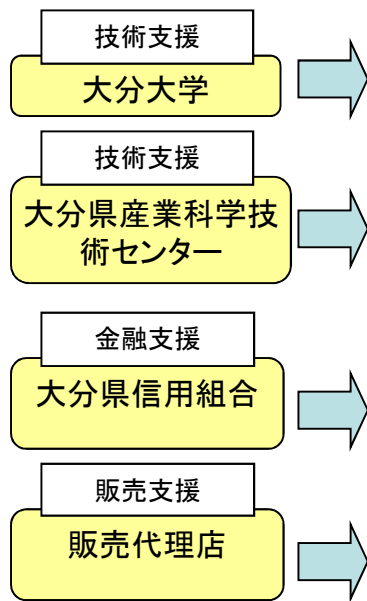 技術支援
大分大学
技術支援
大分県産業科学技
術センター
金融支援
大分県信用組合
販売支援
販売代理店